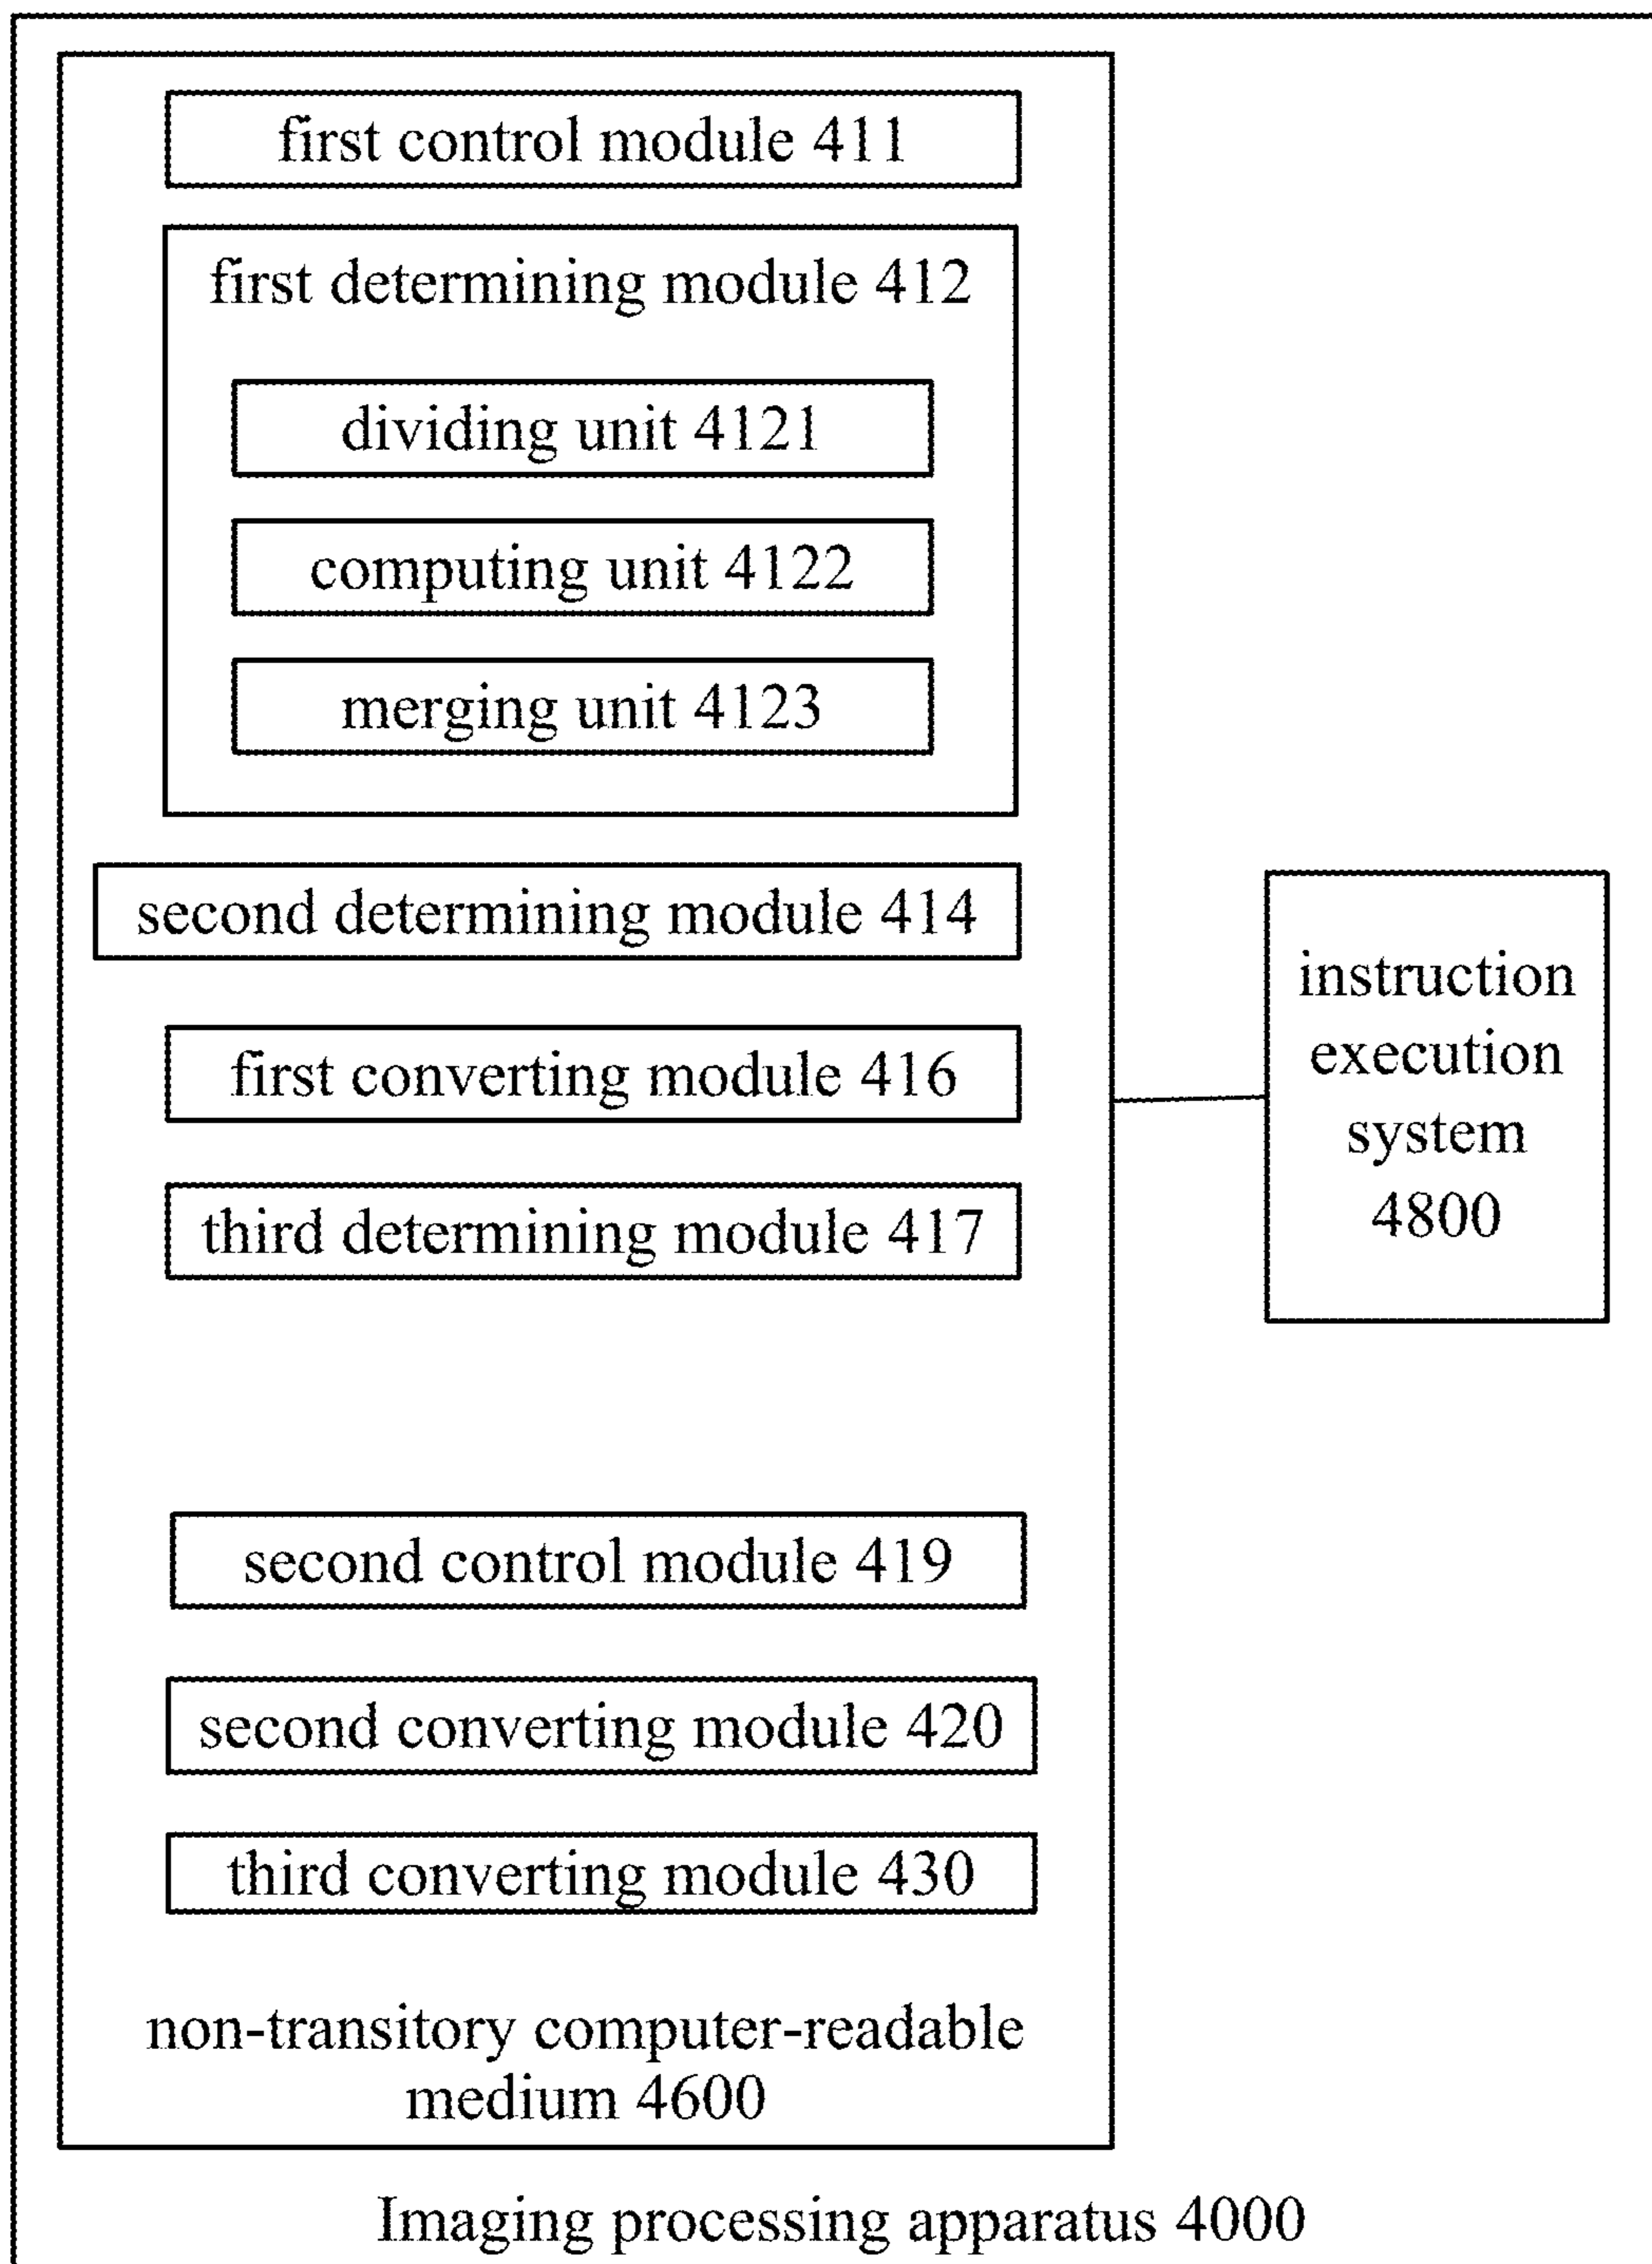 first control module 411
first determining module 412
dividing unit 4121
computing unit 4122
merging unit 4123
second determining module 414
first converting module 416
third determining module 417
second control module 419
second converting module 420
third converting module 430
non-transitory computer-readable
medium 4600
instruction
execution
system
4800
Imaging processing apparatus 4000